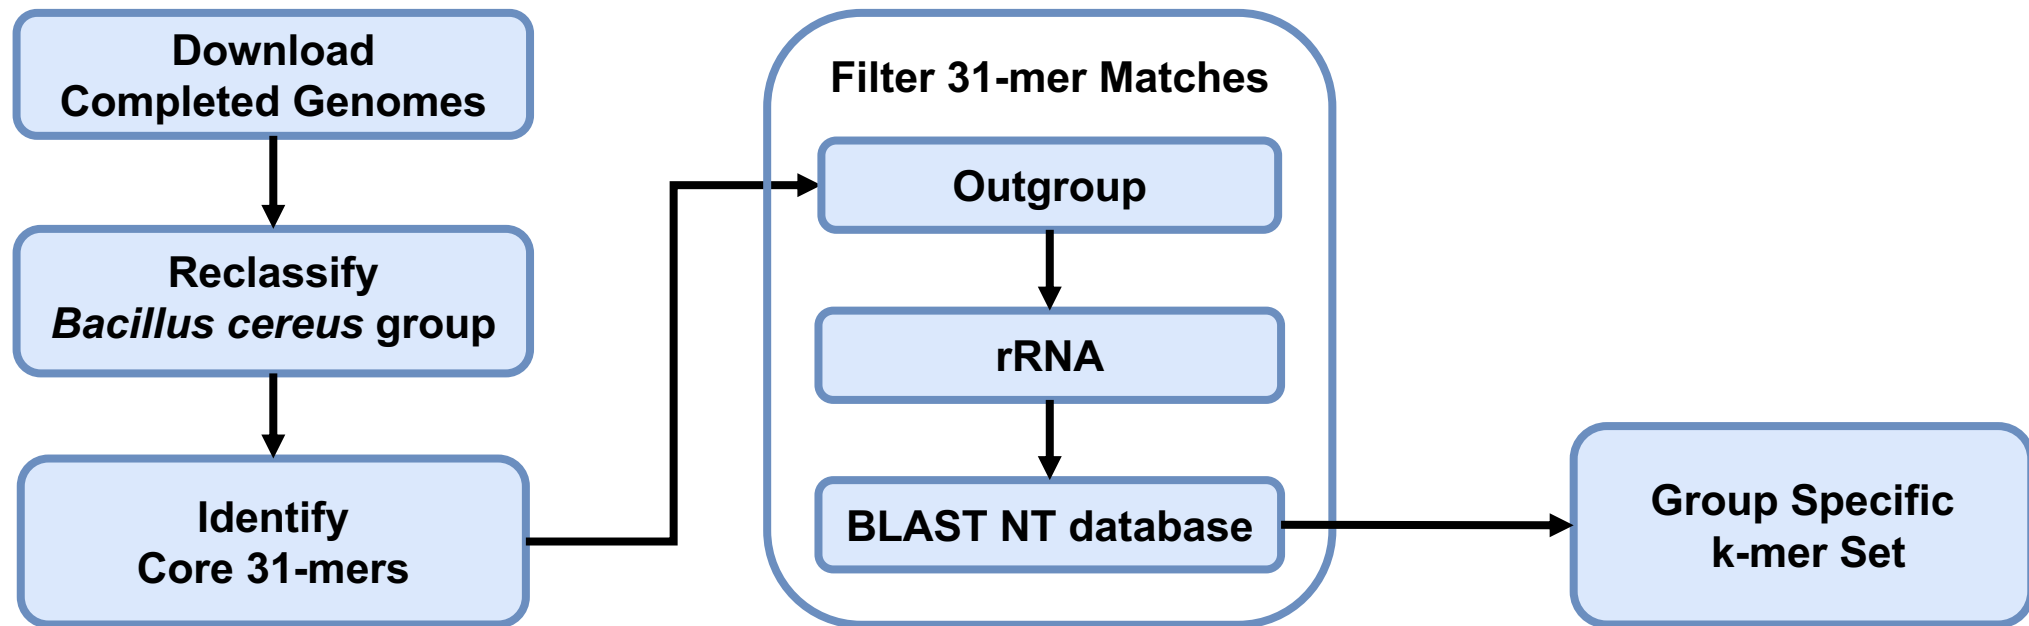 Download
Completed Genomes
Reclassify
Bacillus cereus group
Identify
Core 31-mers
Filter 31-mer Matches
Outgroup
rRNA
BLAST NT database
Group Specific
k-mer Set